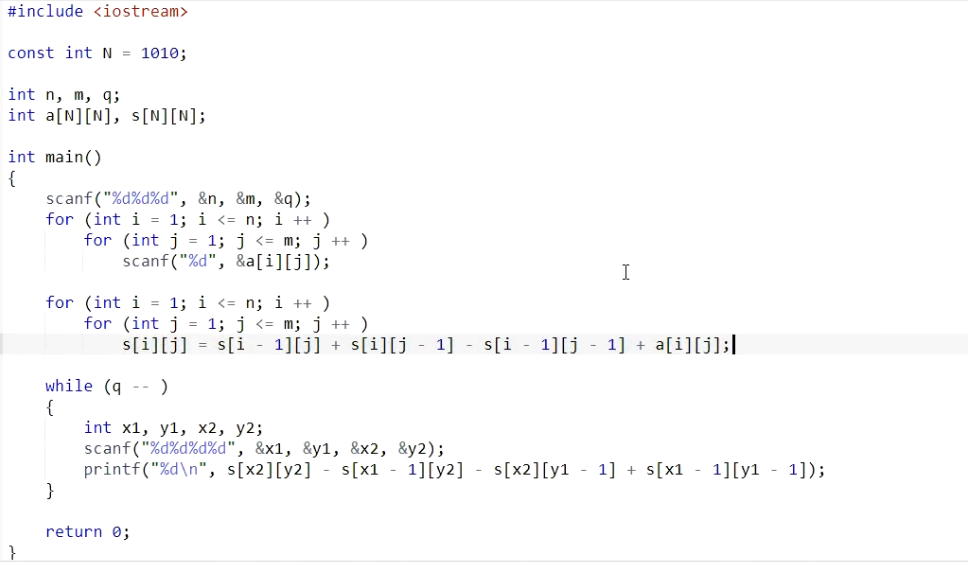 #include <iostream>
const int N = 1010;
int n, m, q;
int a[N][N], s[N][N];
int main()
{
scanf("%d%d%d", &n, &m, &q);
for (int i = 1; i <= n; i ++ )
for (int j = 1; j <= m; j ++ )
scanf("%d", &a[i][j]);
for (int i = 1; i <= n; i ++ )
for (int j = 1; j <= m; j ++ )
s[i][j] = s[i - 1][j] + s[i][j - 1] - s[i - 1][j - 1] + a[i][j];
while (q -- )
{
int x1, y1, x2, y2;
scanf("%d%d%d%d", &x1, &y1, &x2, &y2);
printf("%d\n", s[x2][y2] - s[x1 - 1][y2] - s[x2][y1 - 1] + s[x1 - 1][y1 - 1]);
}
return 0;
}